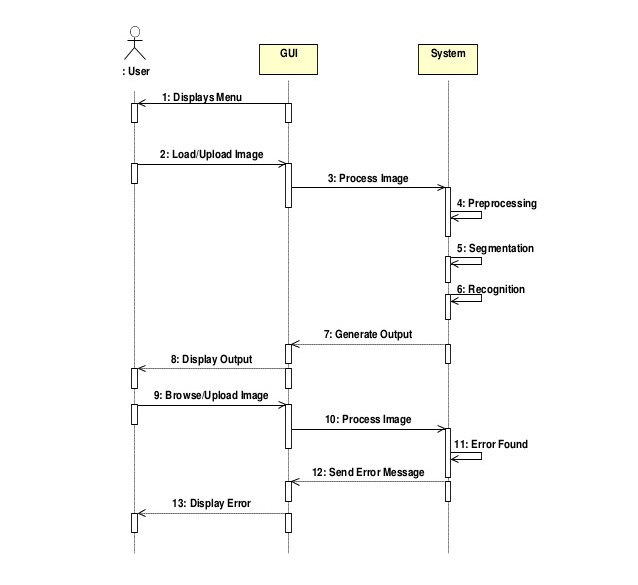 GUI
System
: User
1: Displays Menu
2: Load/Upload Image
3: Process Image
4: Preprocessing
5: Segmentation
6: Recognition
7: Generate Output
8: Display Output
9: Browse/Upload Image
10: Process Image
11: Error Found
12: Send Error Message
13: Display Error